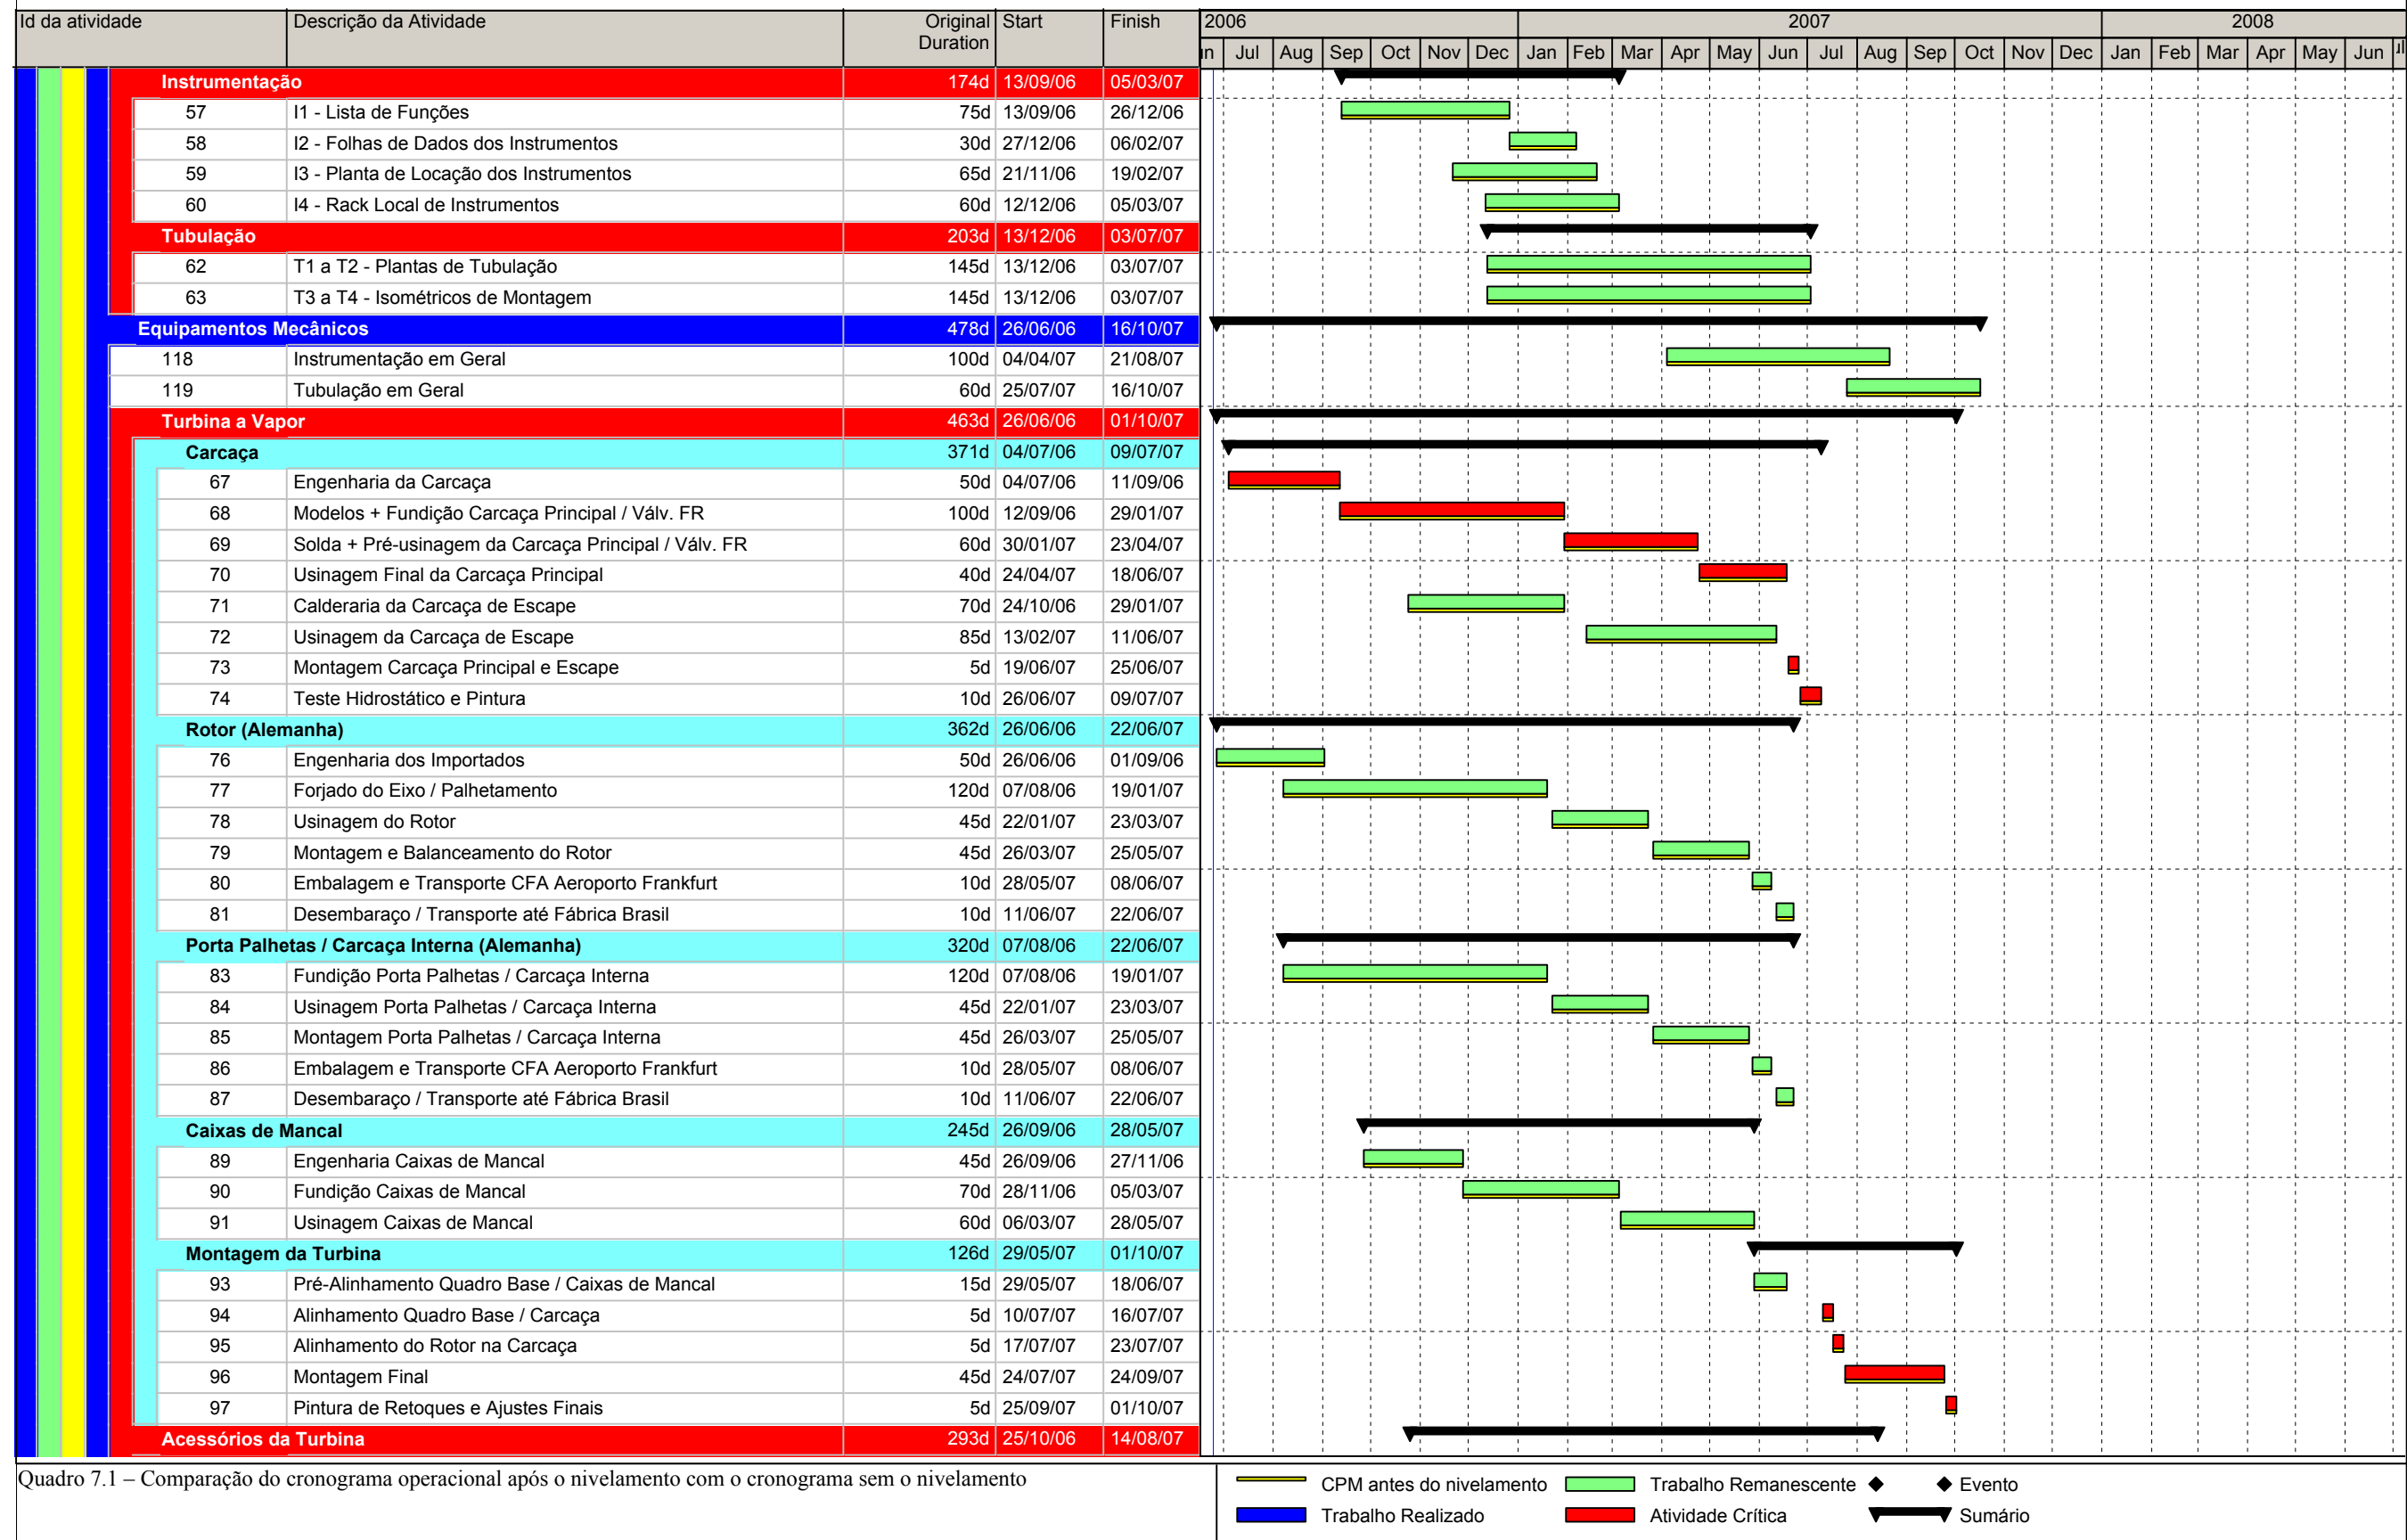 Id da atividade Descrição da Atividade Original Duration Start Finish 2006 2007 2008
un Jul Aug Sep Oct Nov Dec Jan Feb Mar Apr May Jun Jul Aug Sep Oct Nov Dec Jan Feb Mar Apr May Jun Jl
Instrumentação 174d 13/09/06 05/03/07
57 I1 - Lista de Funções 75d 13/09/06 26/12/06
58 I2 - Folhas de Dados dos Instrumentos 30d 27/12/06 06/02/07
59 I3 - Planta de Locação dos Instrumentos 65d 21/11/06 19/02/07
60 I4 - Rack Local de Instrumentos 60d 12/12/06 05/03/07
Tubulação 203d 13/12/06 03/07/07
62 T1 a T2 - Plantas de Tubulação 145d 13/12/06 03/07/07
63 T3 a T4 - Isométricos de Montagem 145d 13/12/06 03/07/07
Equipamentos Mecânicos 478d 26/06/06 16/10/07
118 Instrumentação em Geral 100d 04/04/07 21/08/07
119 Tubulação em Geral 60d 25/07/07 16/10/07
Turbina a Vapor 463d 26/06/06 01/10/07
Carcaça 371d 04/07/06 09/07/07
67 Engenharia da Carcaça 50d 04/07/06 11/09/06
68 Modelos + Fundição Carcaça Principal / Válv. FR 100d 12/09/06 29/01/07
69 Solda + Pré-usinagem da Carcaça Principal / Válv. FR 60d 30/01/07 23/04/07
70 Usinagem Final da Carcaça Principal 40d 24/04/07 18/06/07
71 Calderaria da Carcaça de Escape 70d 24/10/06 29/01/07
72 Usinagem da Carcaça de Escape 85d 13/02/07 11/06/07
73 Montagem Carcaça Principal e Escape 5d 19/06/07 25/06/07
74 Teste Hidrostático e Pintura 10d 26/06/07 09/07/07
Rotor (Alemanha) 362d 26/06/06 22/06/07
76 Engenharia dos Importados 50d 26/06/06 01/09/06
77 Forjado do Eixo / Palhetamento 120d 07/08/06 19/01/07
78 Usinagem do Rotor 45d 22/01/07 23/03/07
79 Montagem e Balanceamento do Rotor 45d 26/03/07 25/05/07
80 Embalagem e Transporte CFA Aeroporto Frankfurt 10d 28/05/07 08/06/07
81 Desembaraço / Transporte até Fábrica Brasil 10d 11/06/07 22/06/07
Porta Palhetas / Carcaça Interna (Alemanha) 320d 07/08/06 22/06/07
83 Fundição Porta Palhetas / Carcaça Interna 120d 07/08/06 19/01/07
84 Usinagem Porta Palhetas / Carcaça Interna 45d 22/01/07 23/03/07
85 Montagem Porta Palhetas / Carcaça Interna 45d 26/03/07 25/05/07
86 Embalagem e Transporte CFA Aeroporto Frankfurt 10d 28/05/07 08/06/07
87 Desembaraço / Transporte até Fábrica Brasil 10d 11/06/07 22/06/07
Caixas de Mancal 245d 26/09/06 28/05/07
89 Engenharia Caixas de Mancal 45d 26/09/06 27/11/06
90 Fundição Caixas de Mancal 70d 28/11/06 05/03/07
91 Usinagem Caixas de Mancal 60d 06/03/07 28/05/07
Montagem da Turbina 126d 29/05/07 01/10/07
93 Pré-Alinhamento Quadro Base / Caixas de Mancal 15d 29/05/07 18/06/07
94 Alinhamento Quadro Base / Carcaça 5d 10/07/07 16/07/07
95 Alinhamento do Rotor na Carcaça 5d 17/07/07 23/07/07
96 Montagem Final 45d 24/07/07 24/09/07
97 Pintura de Retoques e Ajustes Finais 5d 25/09/07 01/10/07
Acessórios da Turbina 293d 25/10/06 14/08/07
Quadro 7.1 – Comparação do cronograma operacional após o nivelamento com o cronograma sem o nivelamento
CPM antes do nivelamento Trabalho Remanescente Evento
Trabalho Realizado Atividade Crítica Sumário